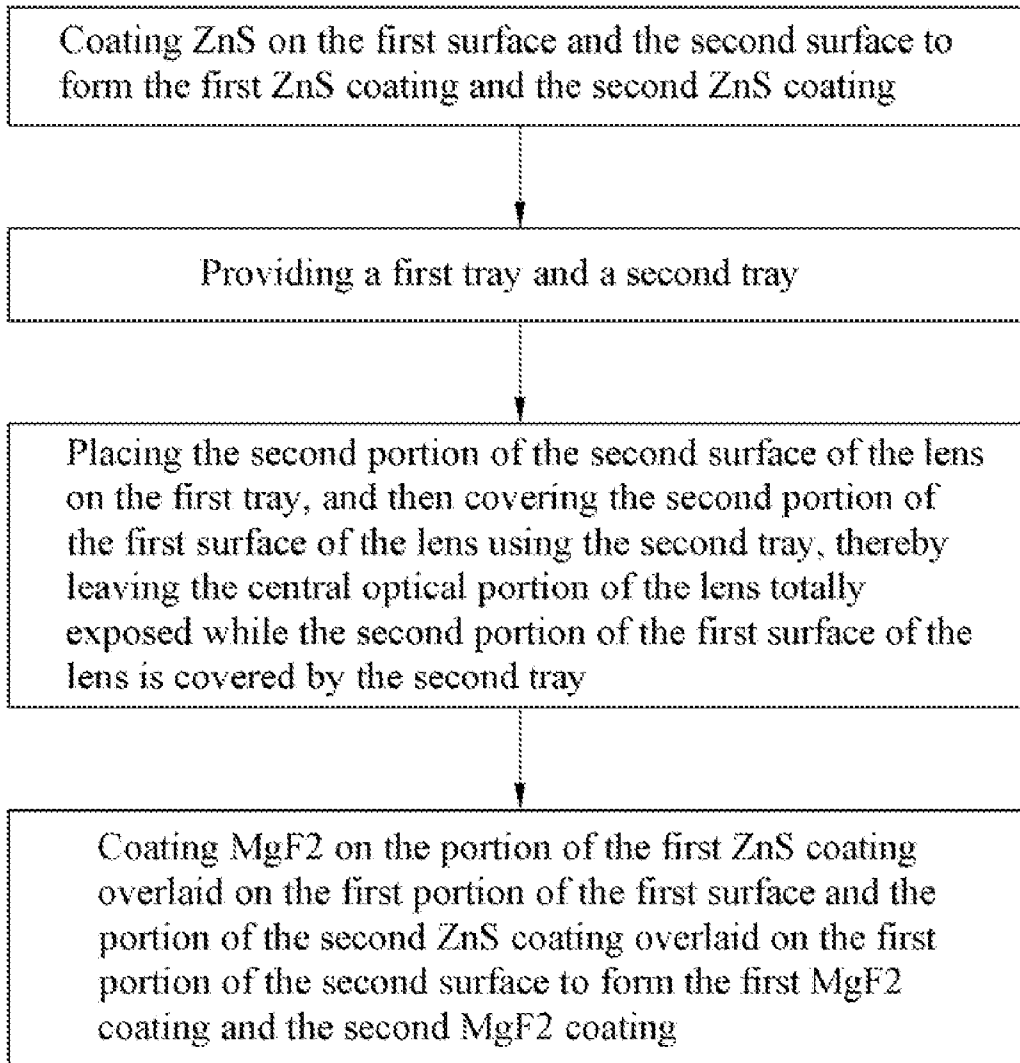 Coating ZnS on the first surface and the second surface to
form the first ZnS coating and the second ZnS coating
Providing a first tray and a second tray
Placing the second portion of the second surface of the lens
on the first tray, and then covering the second portion of
the first surface of the lens using the second tray, thereby
leaving the central optical portion of the lens totally
exposed while the second portion of the first surface of the
lens is covered by the second tray
Coating MgF2 on the portion of the first ZnS coating
overlaid on the first portion of the first surface and the
portion of the second ZnS coating overlaid on the first
portion of the second surface to form the first MgF2
coating and the second MgF2 coating